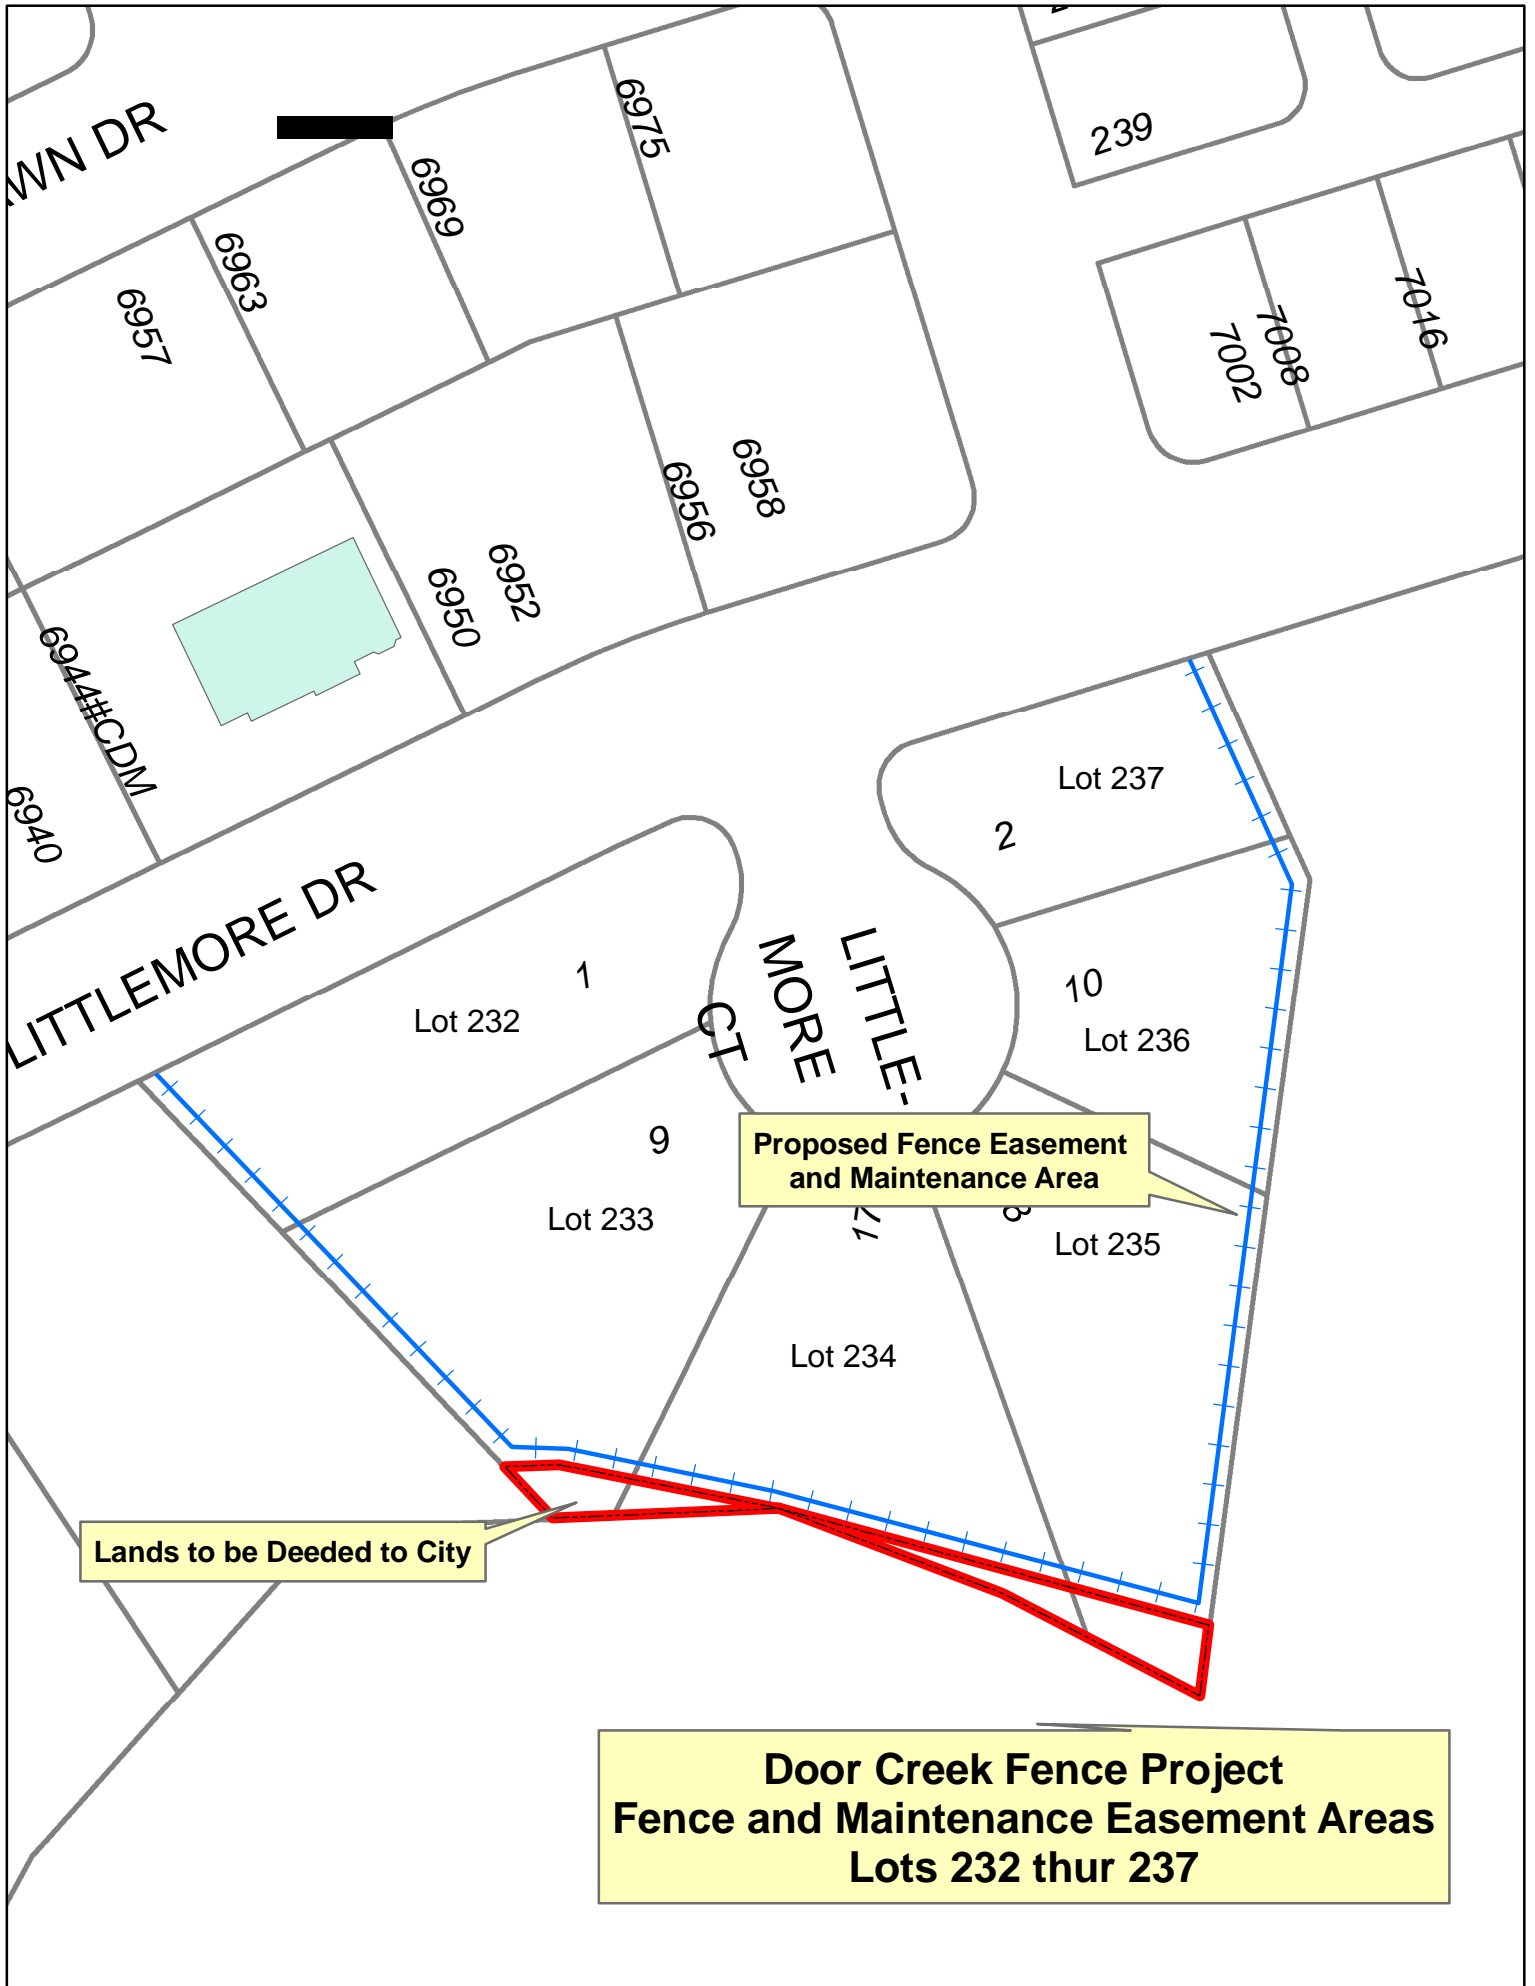 WN DR
6975
239
6969
6963
6957
7016
7008
7002
6958
6956
6952
6950
6944#CDM
6940
Lot 237
2
LITTLEMORE DR
LITTLE-
MORE
CT
1
Lot 232
10
Lot 236
9
Proposed Fence Easement
and Maintenance Area
Lot 233
17
8
Lot 235
Lot 234
Lands to be Deeded to City
Door Creek Fence Project
Fence and Maintenance Easement Areas
Lots 232 thur 237